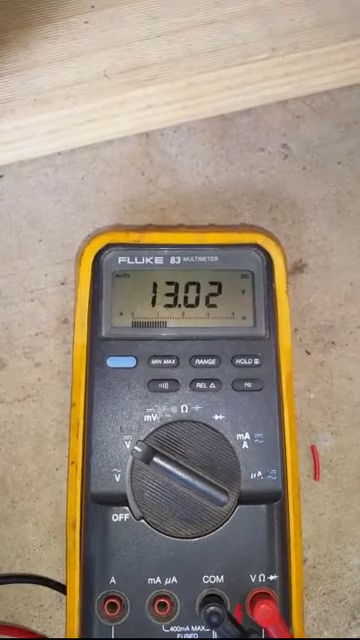 FLUKE 83 MULTIMETER
AUTO DC
13.02 V
MIN MAX RANGE HOLD
REL Δ Hz
mV Ω
V mA A
V μA
OFF
A mA μA COM V Ω
400mA MAX
FUSED